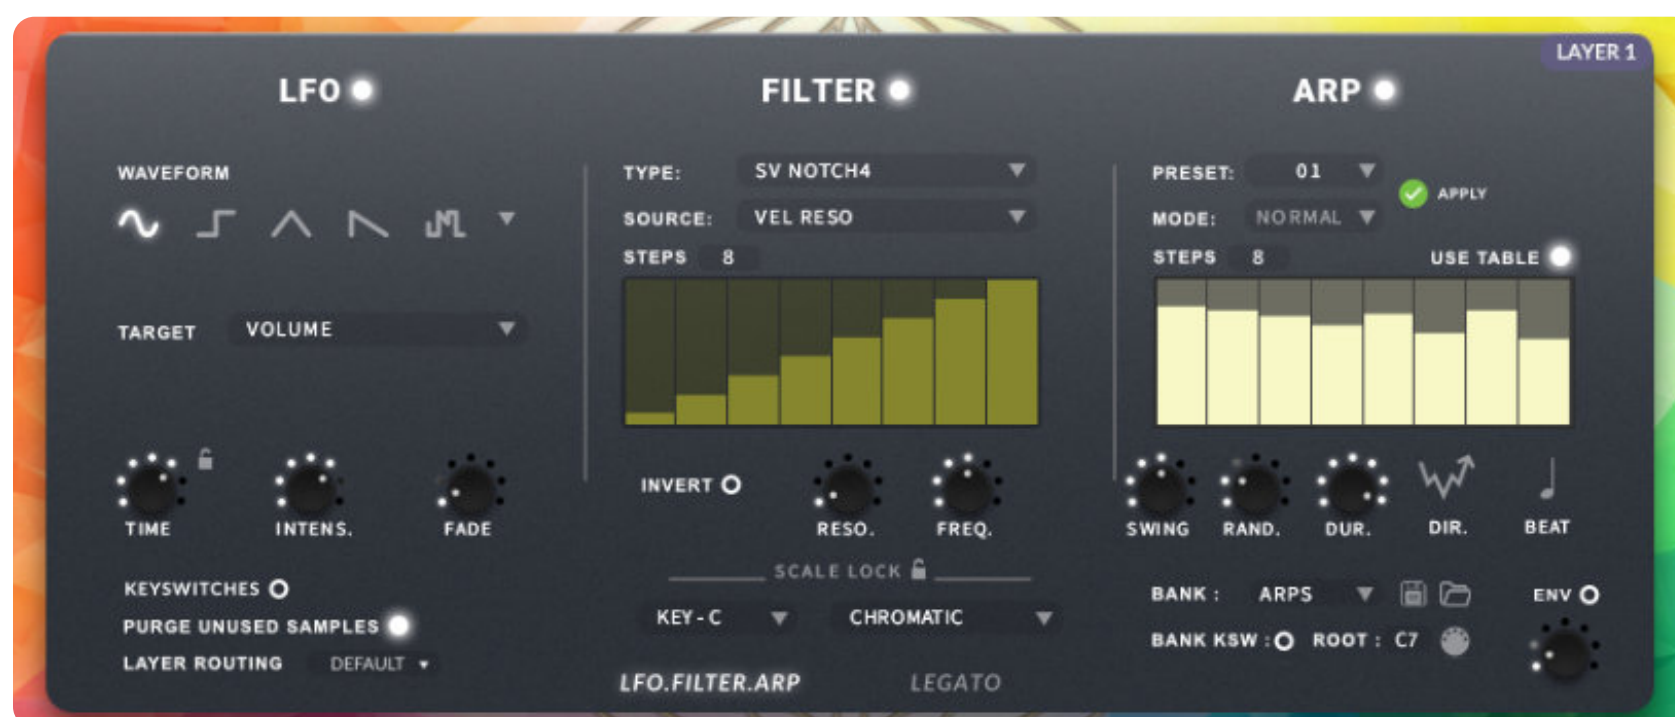 LAYER 1
LFO
WAVEFORM
TARGET VOLUME
TIME INTENS. FADE
KEYSWITCHES
PURGE UNUSED SAMPLES
LAYER ROUTING DEFAULT
FILTER
TYPE: SV NOTCH4
SOURCE: VEL RESO
STEPS 8
INVERT
RESO. FREQ.
SCALE LOCK
KEY - C CHROMATIC
LFO.FILTER.ARP LEGATO
ARP
PRESET: 01
APPLY
MODE: NORMAL
STEPS 8 USE TABLE
SWING RAND. DUR. DIR. BEAT
BANK : ARPS
ENV
BANK KSW : ROOT : C7